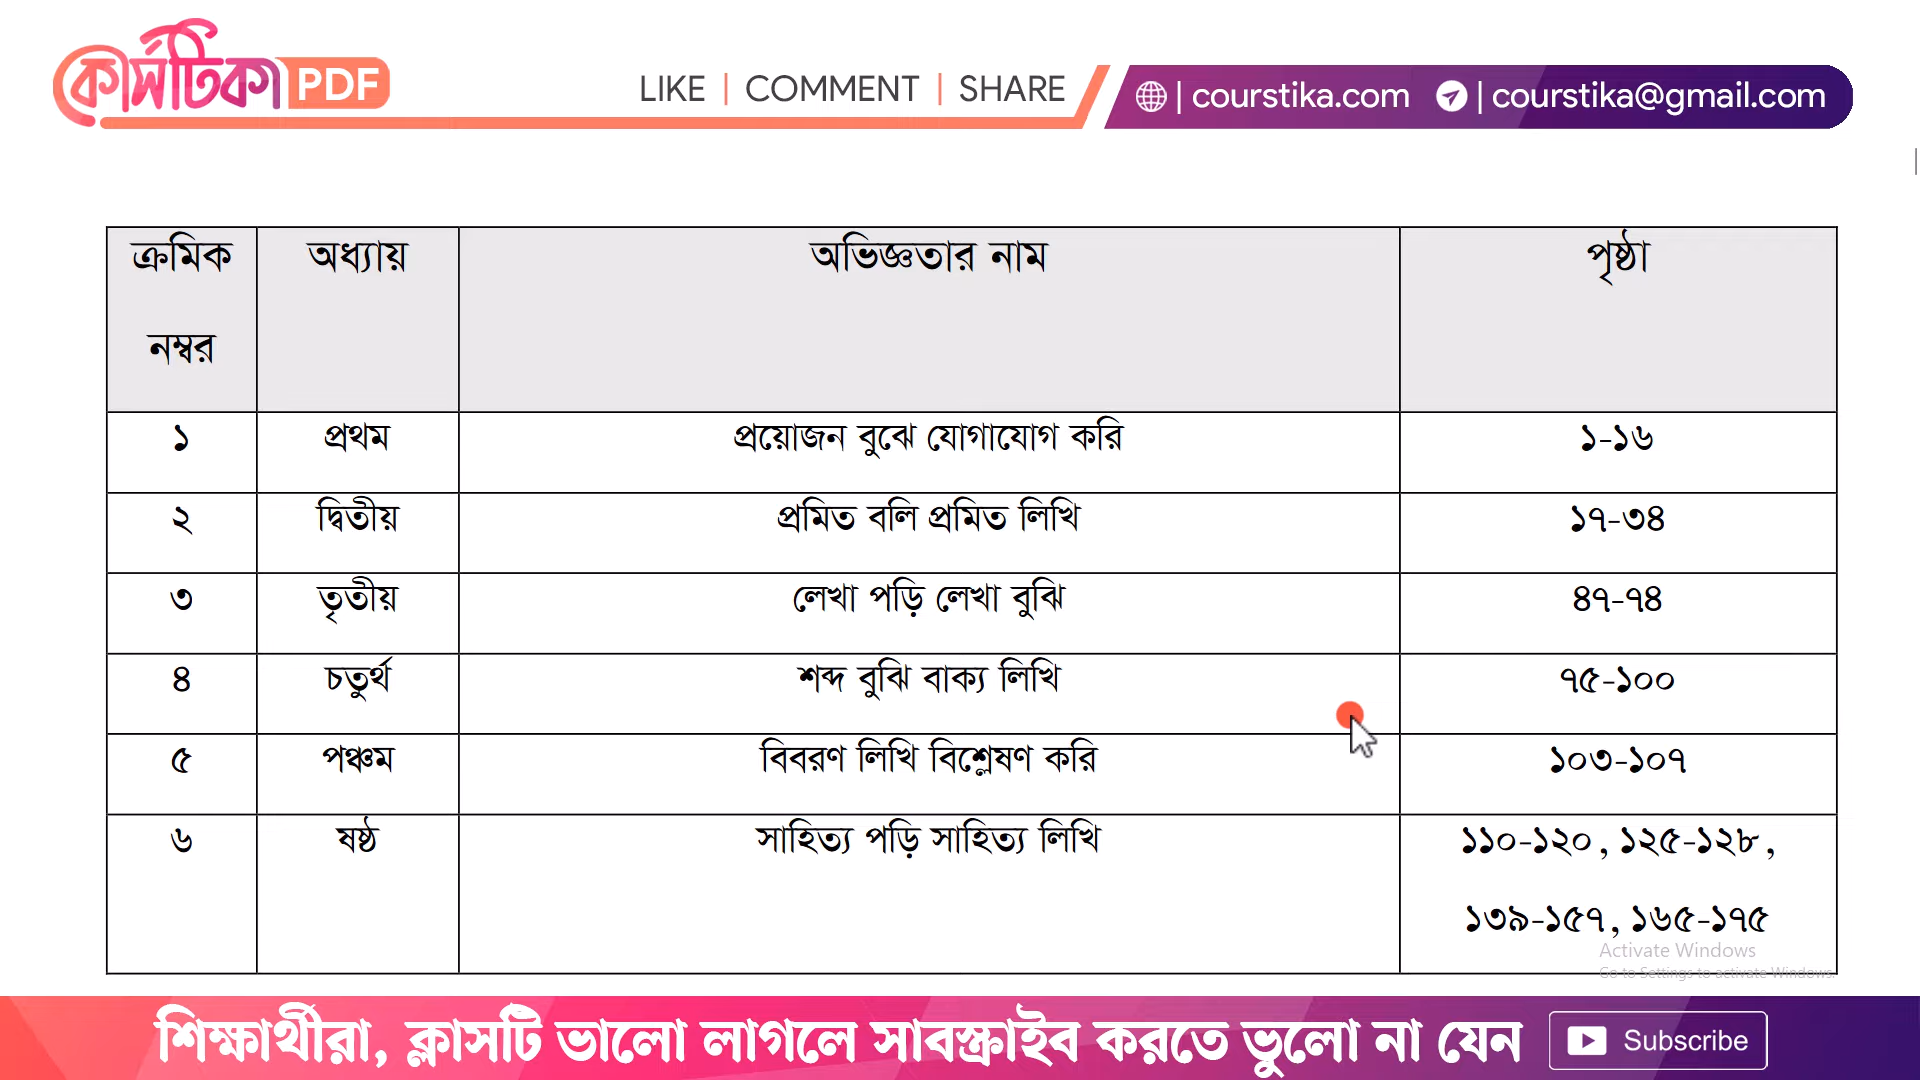 কোর্সটিকা PDF
LIKE | COMMENT | SHARE
| courstika.com | courstika@gmail.com
ক্রমিক নম্বর অধ্যায় অভিজ্ঞতার নাম পৃষ্ঠা
১ প্রথম প্রয়োজন বুঝে যোগাযোগ করি ১-১৬
২ দ্বিতীয় প্রমিত বলি প্রমিত লিখি ১৭-৩৪
৩ তৃতীয় লেখা পড়ি লেখা বুঝি ৪৭-৭৪
৪ চতুর্থ শব্দ বুঝি বাক্য লিখি ৭৫-১০০
৫ পঞ্চম বিবরণ লিখি বিশ্লেষণ করি ১০৩-১০৭
৬ ষষ্ঠ সাহিত্য পড়ি সাহিত্য লিখি ১১০-১২০, ১২৫-১২৮,
১৩৯-১৫৭, ১৬৫-১৭৫
Activate Windows
Go to Settings to activate Windows.
শিক্ষার্থীরা, ক্লাসটি ভালো লাগলে সাবস্ক্রাইব করতে ভুলো না যেন Subscribe